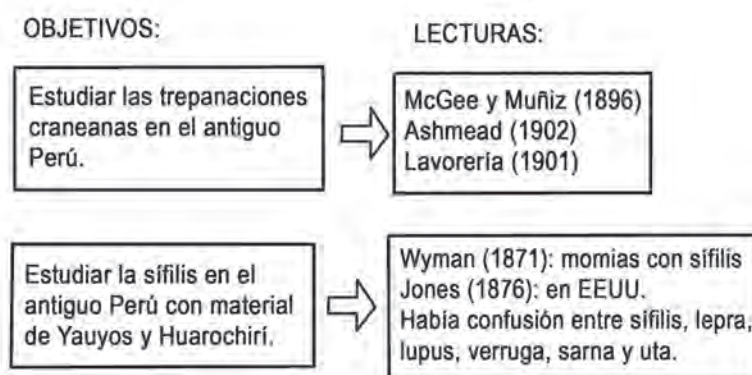 OBJETIVOS:
LECTURAS:
Estudiar las trepanaciones
craneanas en el antiguo
Perú.
McGee y Muñiz (1896)
Ashmead (1902)
Lavorería (1901)
Estudiar la sífilis en el
antiguo Perú con material
de Yauyos y Huarochirí.
Wyman (1871): momias con sífilis
Jones (1876): en EEUU.
Había confusión entre sífilis, lepra,
lupus, verruga, sarna y uta.